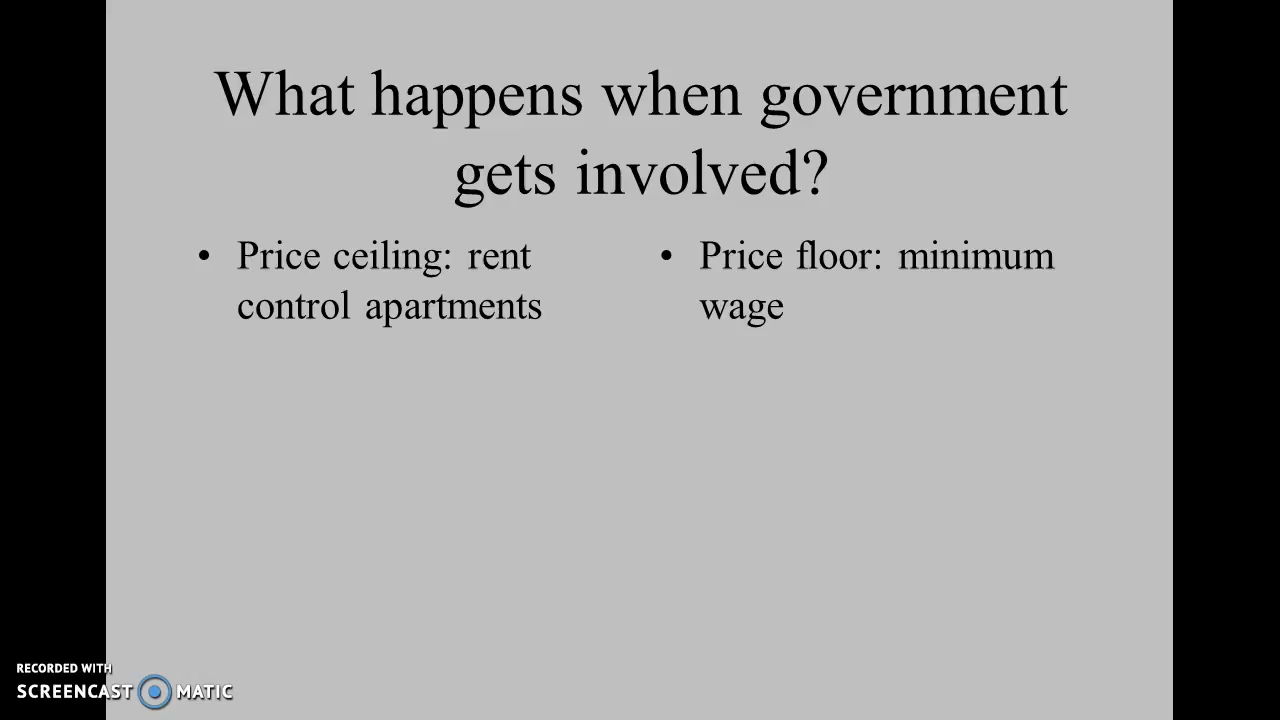 What happens when government
gets involved?
• Price ceiling: rent
control apartments
• Price floor: minimum
wage
RECORDED WITH
SCREENCAST MATIC